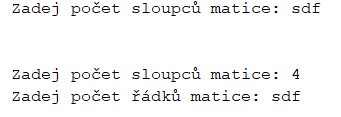 Zadej počet sloupců matice: sdf
Zadej počet sloupců matice: 4
Zadej počet řádků matice: sdf